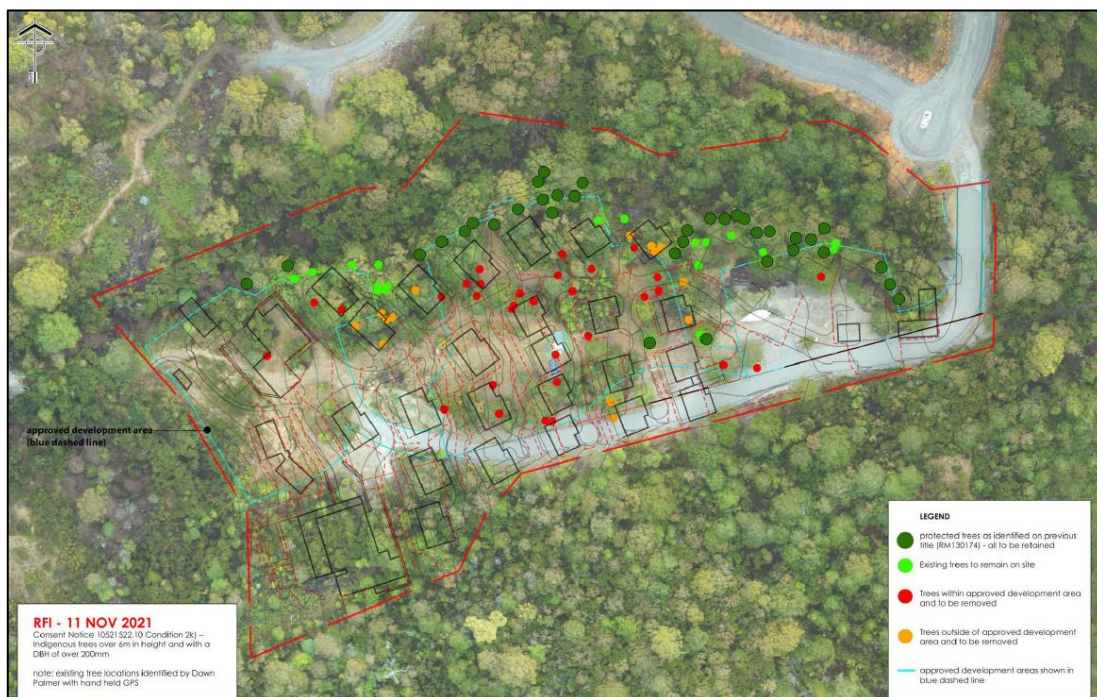 approved development area
(blue dashed line)
RFI - 11 NOV 2021
Consent Notice 10521522.10 Condition 2k) –
Indigenous trees over 6m in height and with a
DBH of over 200mm
note: existing tree locations identified by Dawn
Palmer with hand held GPS
LEGEND
protected trees as identified on previous
title (RM130174) - all to be retained
Existing trees to remain on site
Trees within approved development area
and to be removed
Trees outside of approved development
area and to be removed
approved development areas shown in
blue dashed line